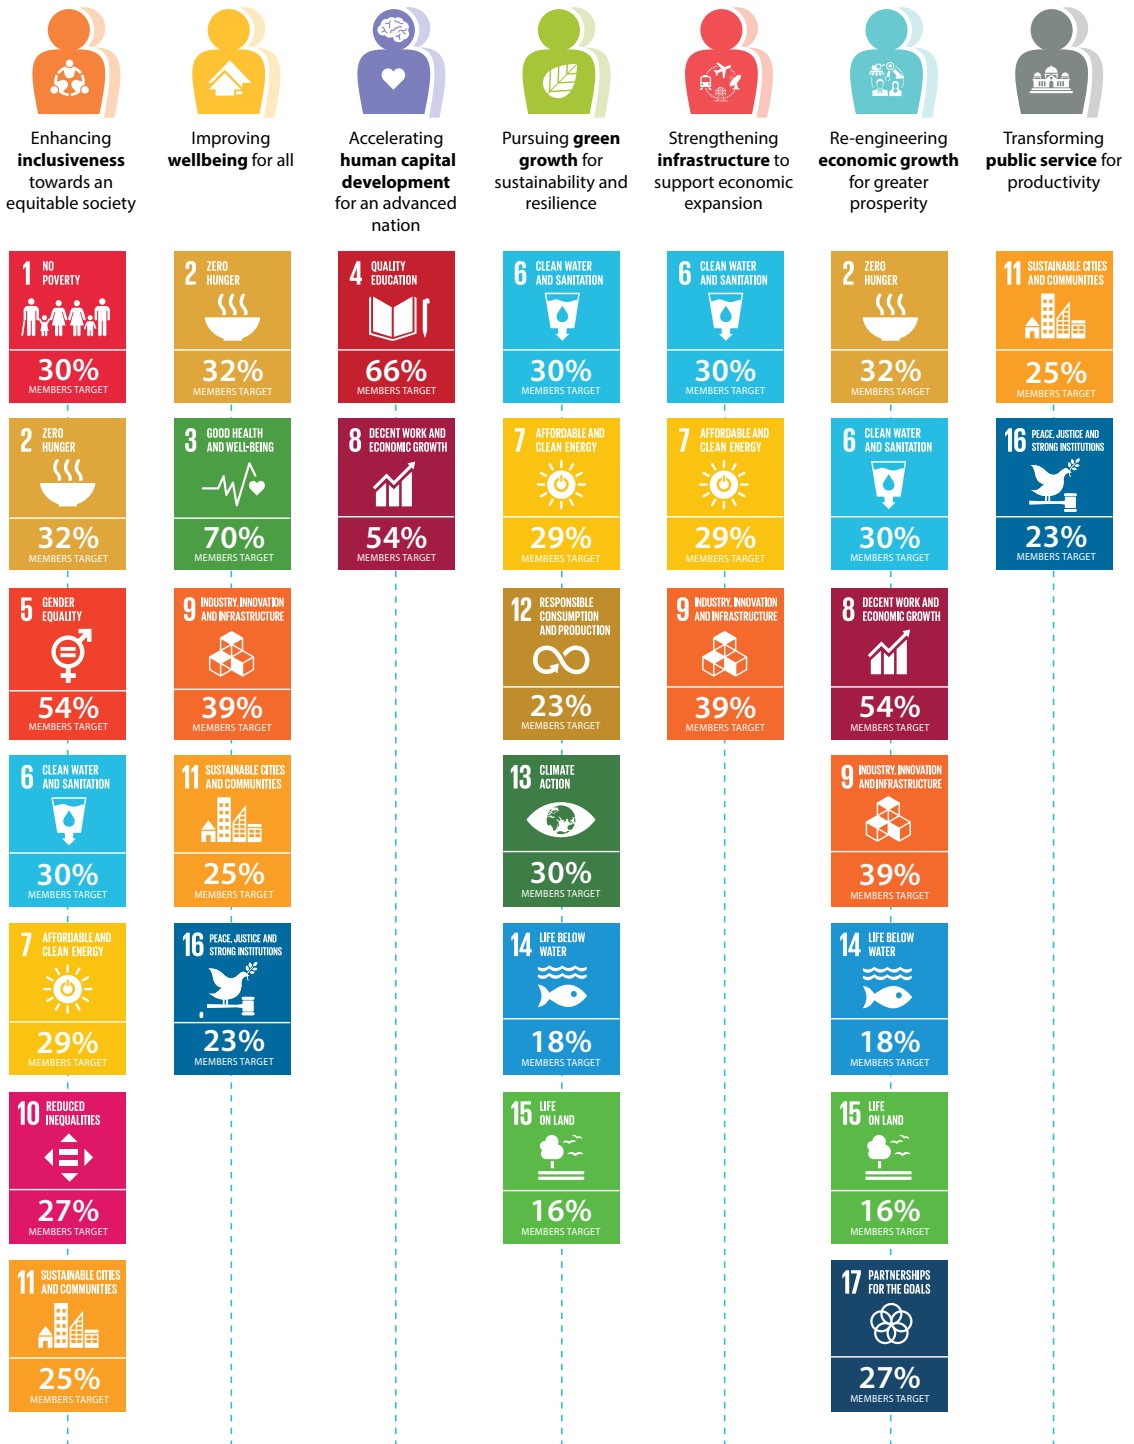 Enhancing
inclusiveness
towards an
equitable society
1 NO
POVERTY
30%
MEMBERS TARGET
2 ZERO
HUNGER
32%
MEMBERS TARGET
5 GENDER
EQUALITY
54%
MEMBERS TARGET
6 CLEAN WATER
AND SANITATION
30%
MEMBERS TARGET
7 AFFORDABLE AND
CLEAN ENERGY
29%
MEMBERS TARGET
10 REDUCED
INEQUALITIES
27%
MEMBERS TARGET
11 SUSTAINABLE CITIES
AND COMMUNITIES
25%
MEMBERS TARGET
Improving
wellbeing for all
2 ZERO
HUNGER
32%
MEMBERS TARGET
3 GOOD HEALTH
AND WELL-BEING
70%
MEMBERS TARGET
9 INDUSTRY, INNOVATION
AND INFRASTRUCTURE
39%
MEMBERS TARGET
11 SUSTAINABLE CITIES
AND COMMUNITIES
25%
MEMBERS TARGET
16 PEACE, JUSTICE AND
STRONG INSTITUTIONS
23%
MEMBERS TARGET
Accelerating
human capital
development
for an advanced
nation
4 QUALITY
EDUCATION
66%
MEMBERS TARGET
8 DECENT WORK AND
ECONOMIC GROWTH
54%
MEMBERS TARGET
Pursuing green
growth for
sustainability and
resilience
6 CLEAN WATER
AND SANITATION
30%
MEMBERS TARGET
7 AFFORDABLE AND
CLEAN ENERGY
29%
MEMBERS TARGET
12 RESPONSIBLE
CONSUMPTION
AND PRODUCTION
23%
MEMBERS TARGET
13 CLIMATE
ACTION
30%
MEMBERS TARGET
14 LIFE BELOW
WATER
18%
MEMBERS TARGET
15 LIFE
ON LAND
16%
MEMBERS TARGET
Strengthening
infrastructure to
support economic
expansion
6 CLEAN WATER
AND SANITATION
30%
MEMBERS TARGET
7 AFFORDABLE AND
CLEAN ENERGY
29%
MEMBERS TARGET
9 INDUSTRY, INNOVATION
AND INFRASTRUCTURE
39%
MEMBERS TARGET
Re-engineering
economic growth
for greater
prosperity
2 ZERO
HUNGER
32%
MEMBERS TARGET
6 CLEAN WATER
AND SANITATION
30%
MEMBERS TARGET
8 DECENT WORK AND
ECONOMIC GROWTH
54%
MEMBERS TARGET
9 INDUSTRY, INNOVATION
AND INFRASTRUCTURE
39%
MEMBERS TARGET
14 LIFE BELOW
WATER
18%
MEMBERS TARGET
15 LIFE
ON LAND
16%
MEMBERS TARGET
17 PARTNERSHIPS
FOR THE GOALS
27%
MEMBERS TARGET
Transforming
public service for
productivity
11 SUSTAINABLE CITIES
AND COMMUNITIES
25%
MEMBERS TARGET
16 PEACE, JUSTICE AND
STRONG INSTITUTIONS
23%
MEMBERS TARGET